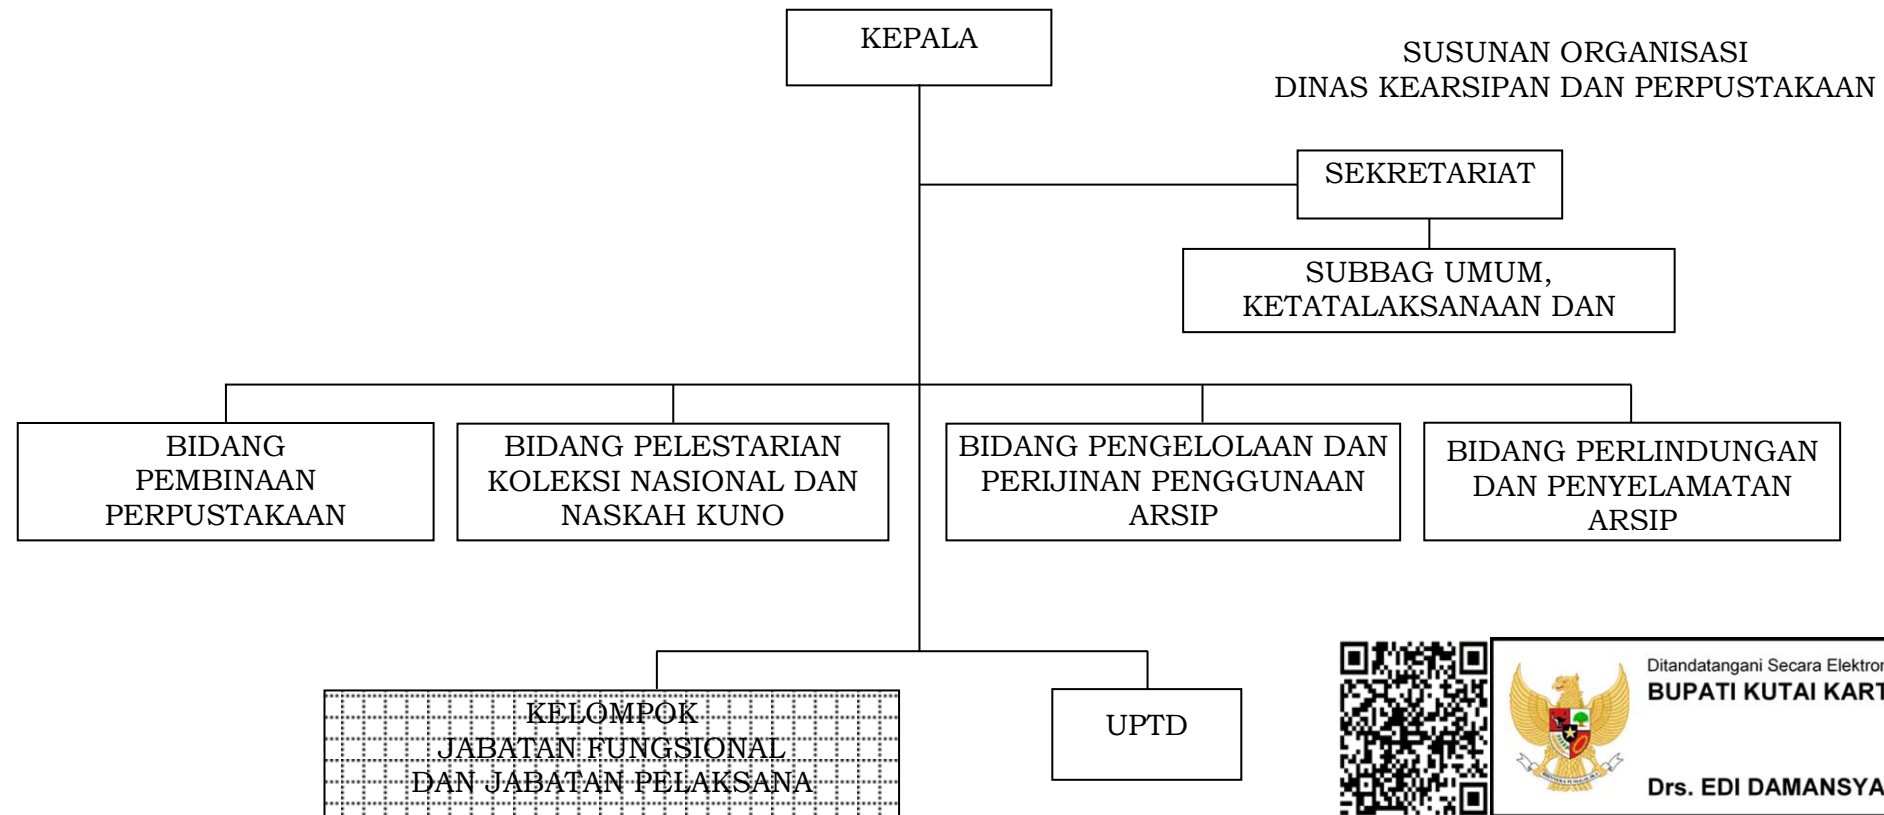 KEPALA
SUSUNAN ORGANISASI
DINAS KEARSIPAN DAN PERPUSTAKAAN
SEKRETARIAT
SUBBAG UMUM,
KETATALAKSANAAN DAN
BIDANG
PEMBINAAN
PERPUSTAKAAN
BIDANG PELESTARIAN
KOLEKSI NASIONAL DAN
NASKAH KUNO
BIDANG PENGELOLAAN DAN
PERIJINAN PENGGUNAAN
ARSIP
BIDANG PERLINDUNGAN
DAN PENYELAMATAN
ARSIP
KELOMPOK
JABATAN FUNGSIONAL
DAN JABATAN PELAKSANA
UPTD
Ditandatangani Secara Elektron
BUPATI KUTAI KART
Drs. EDI DAMANSYA